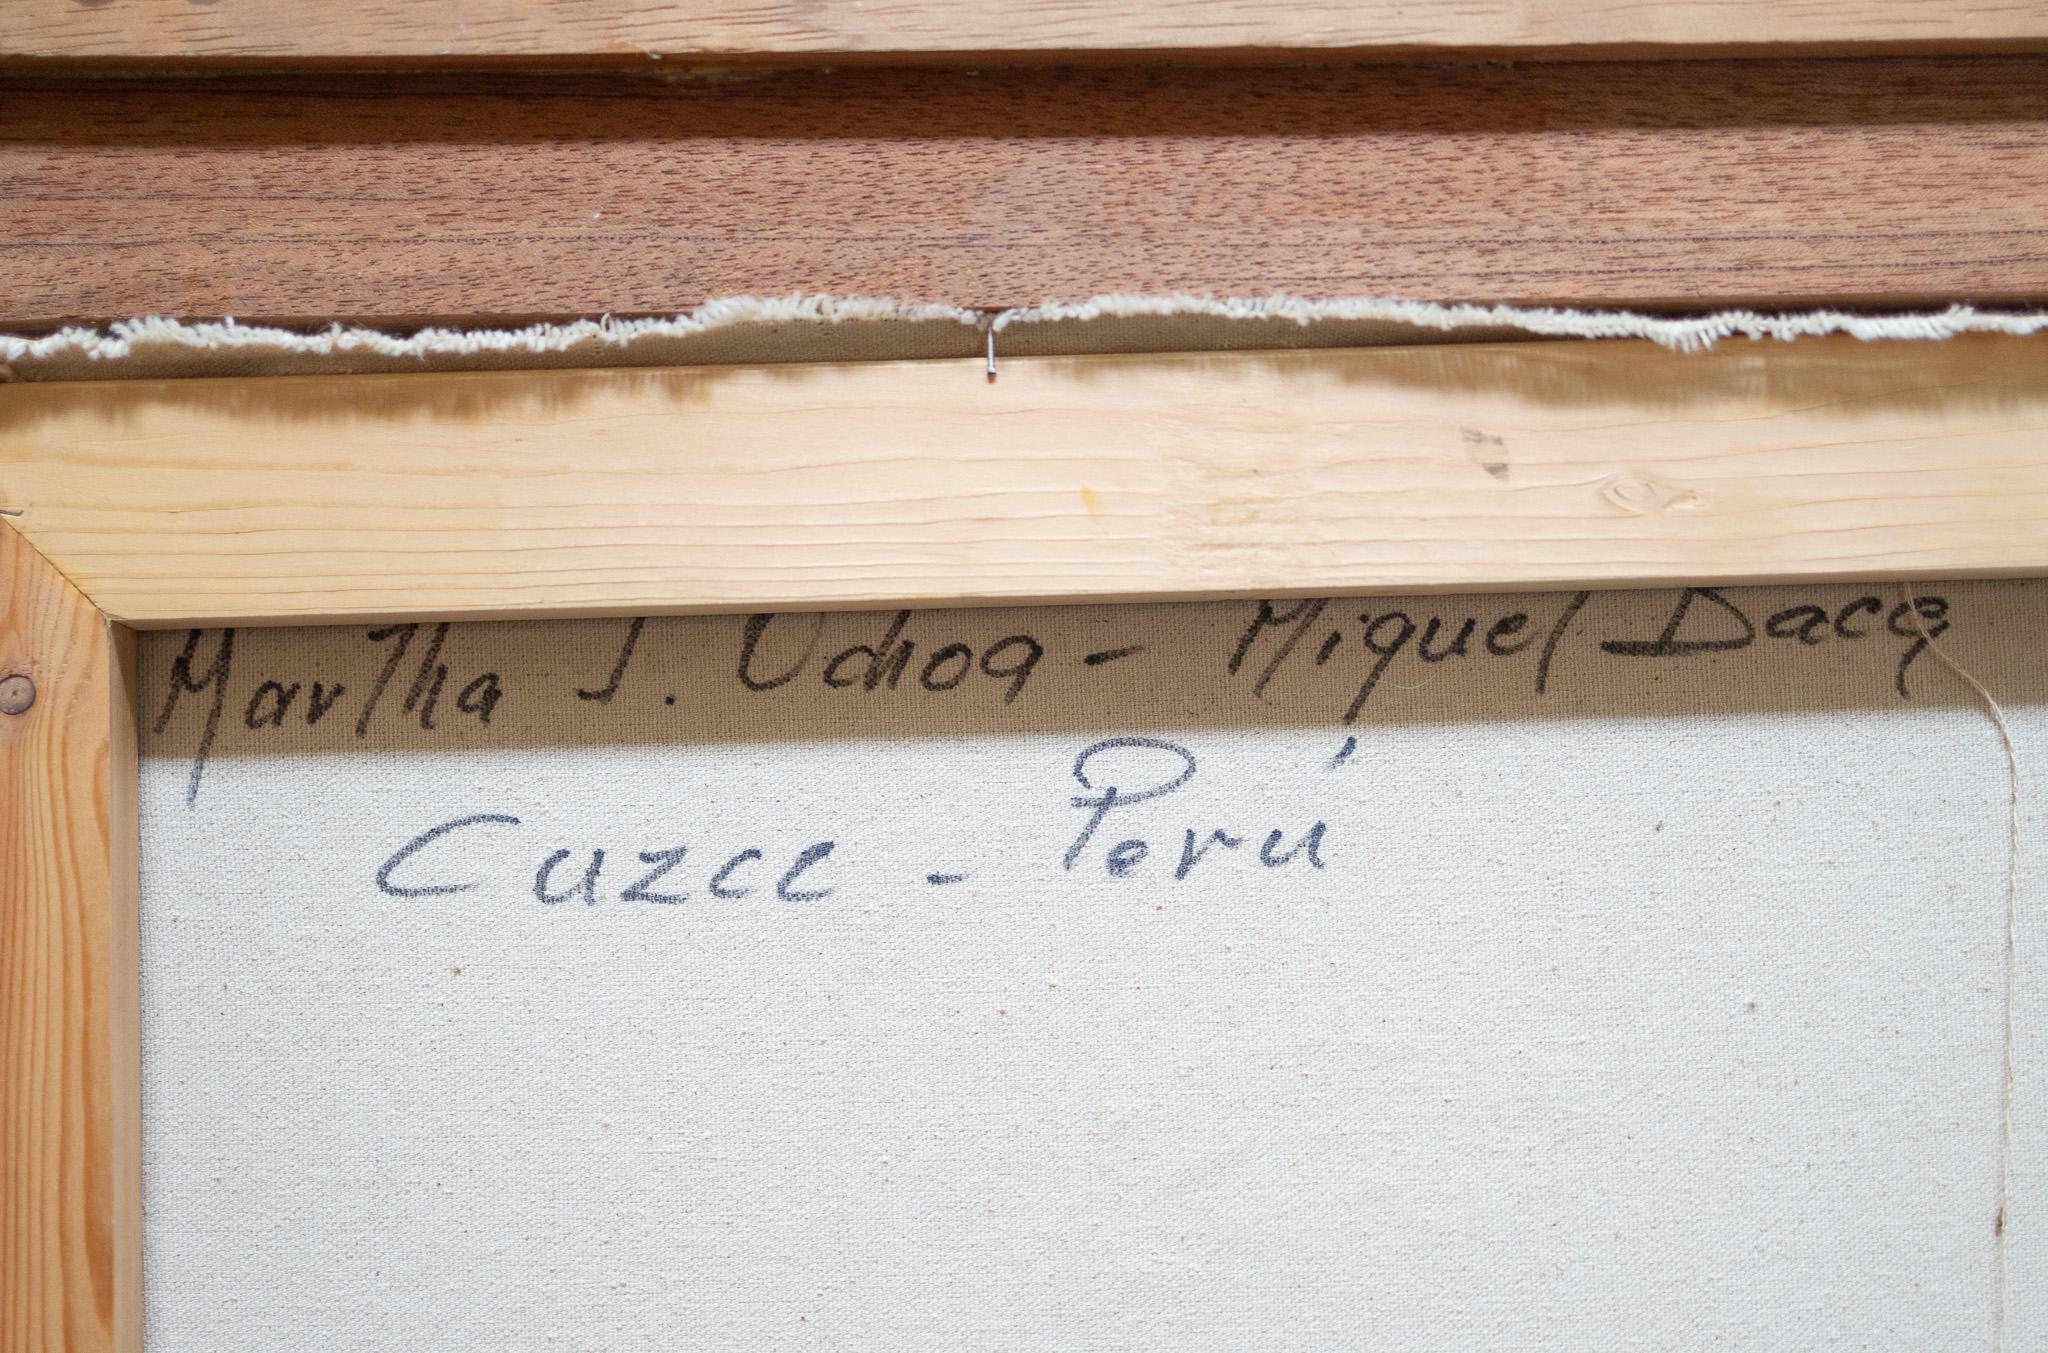 Martha J. Ochoa - Miguel Daca
Cuzco - Perú